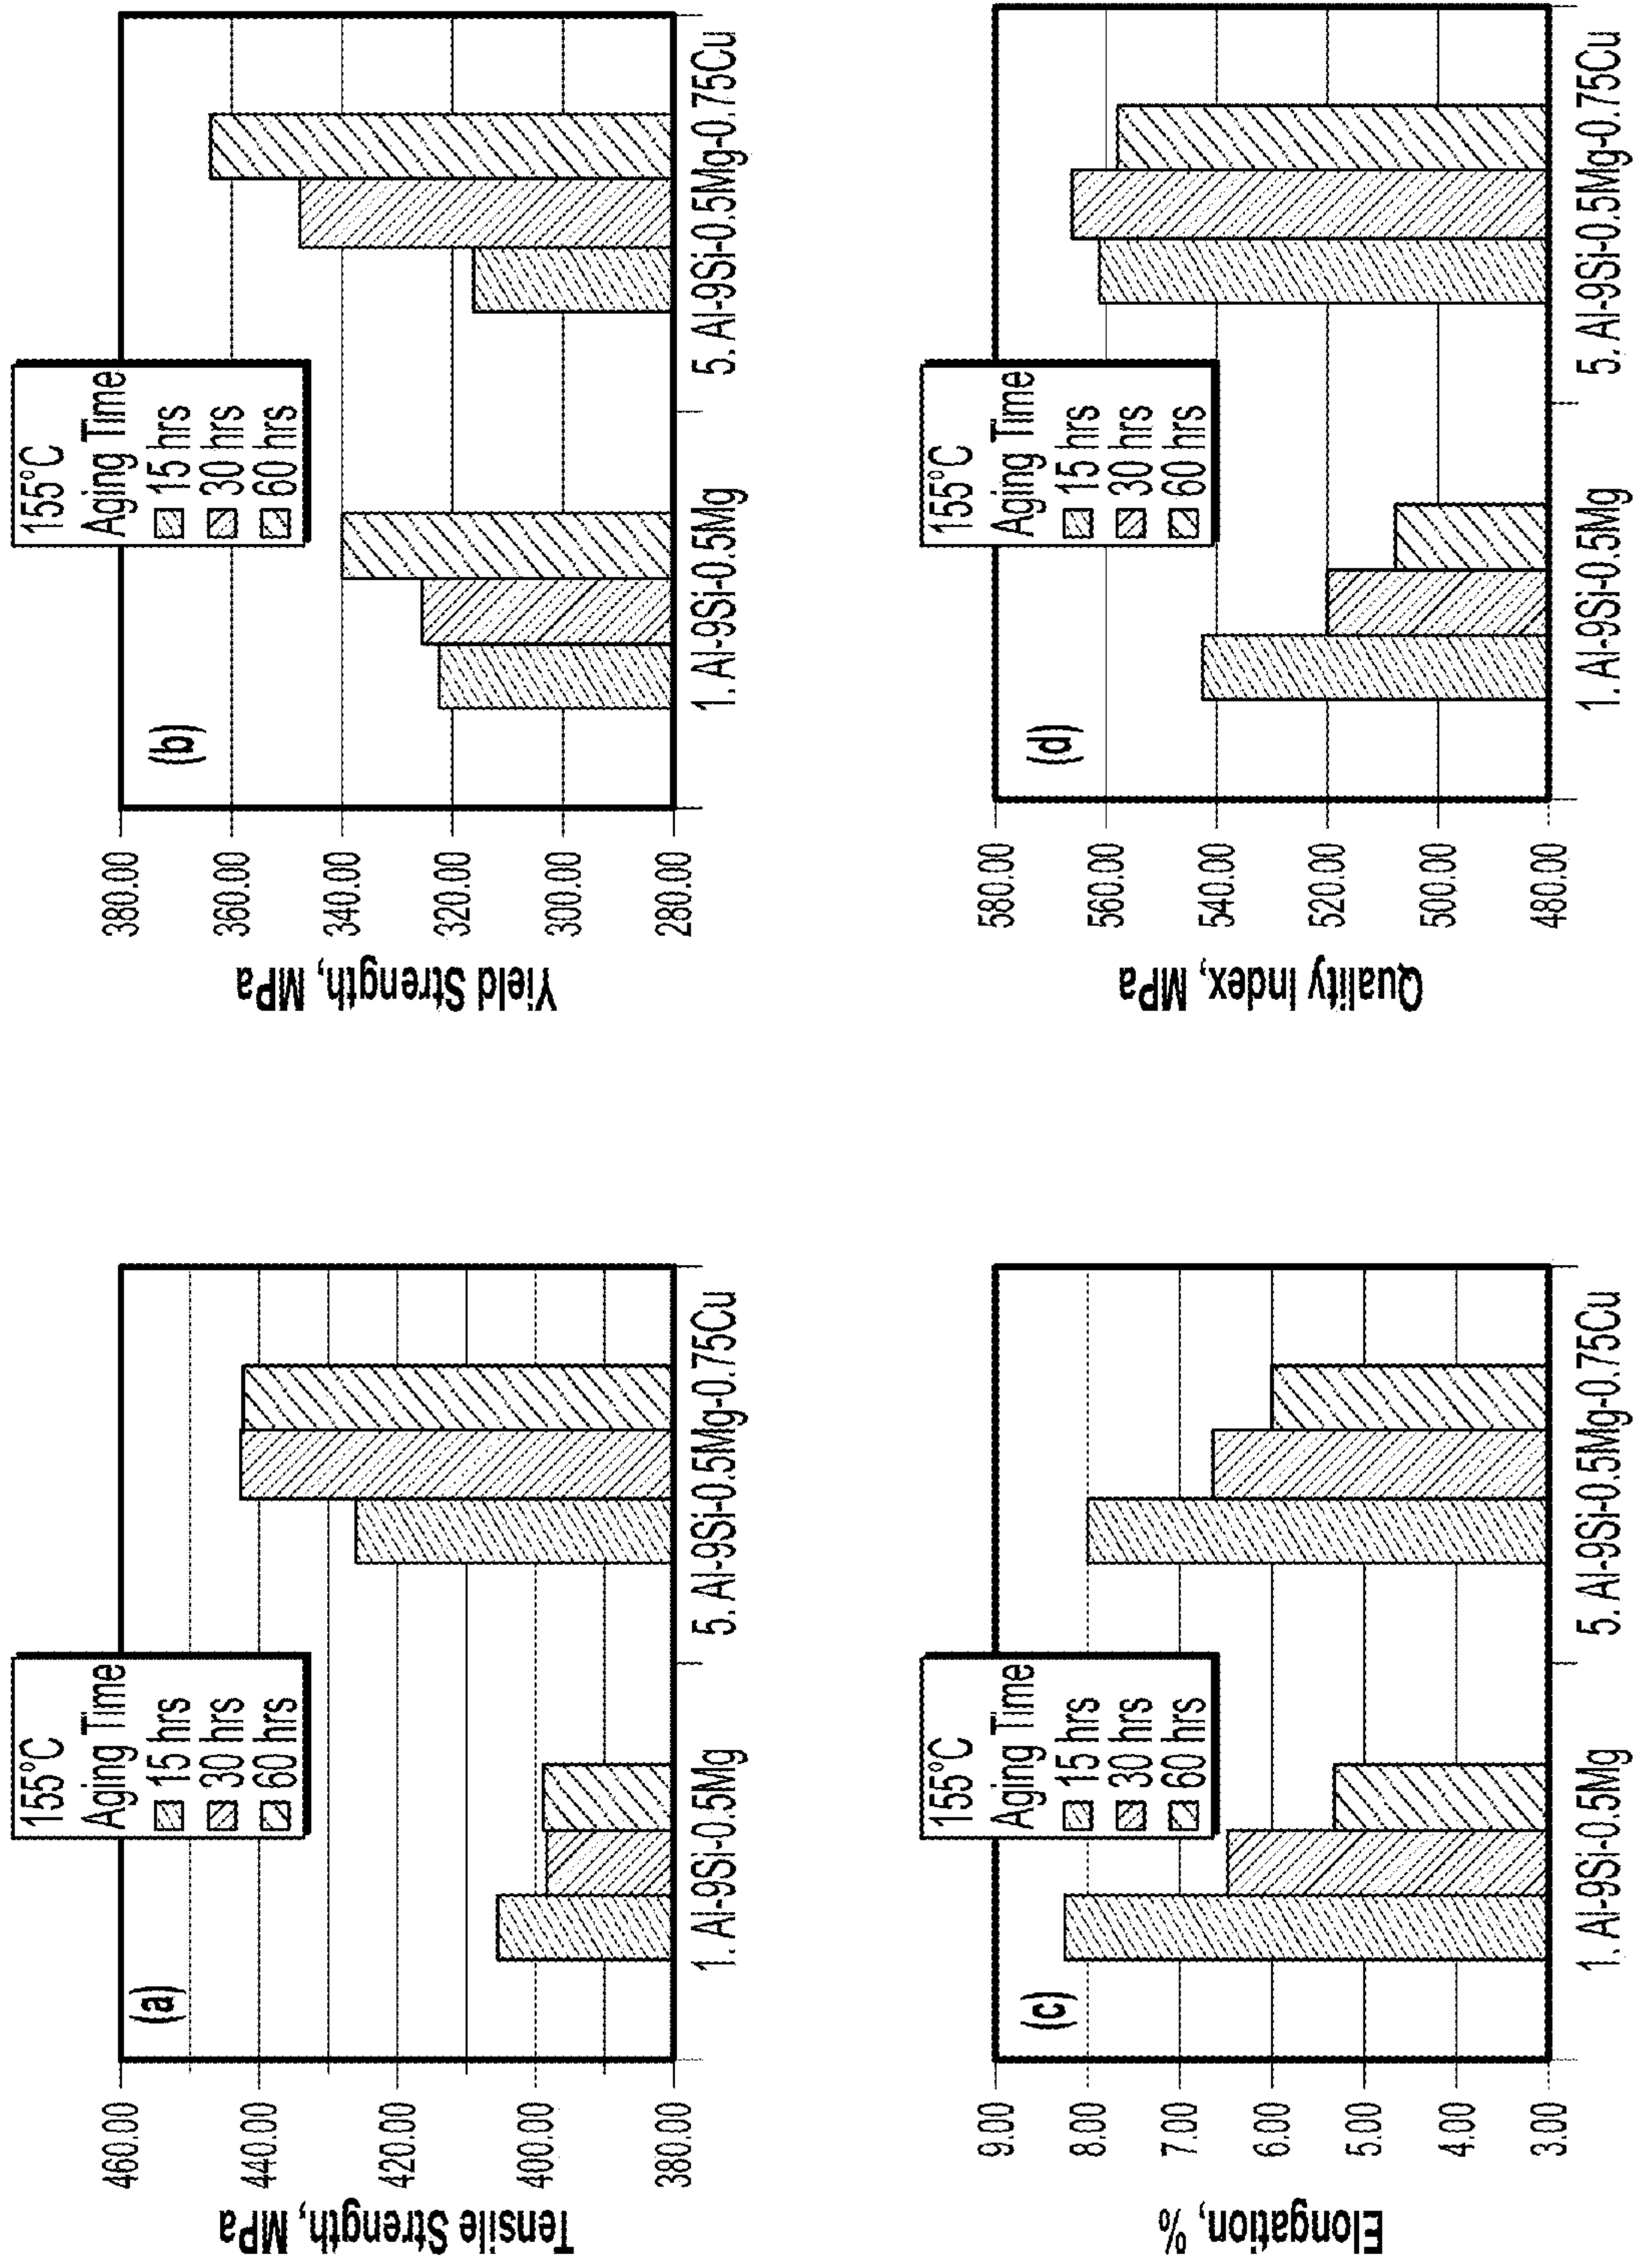 155°C
Aging Time
15 hrs
30 hrs
60 hrs
(a)
460.00
440.00
420.00
400.00
380.00
Tensile Strength, MPa
1. Al-9Si-0.5Mg
5. Al-9Si-0.5Mg-0.75Cu
155°C
Aging Time
15 hrs
30 hrs
60 hrs
(b)
380.00
360.00
340.00
320.00
300.00
280.00
Yield Strength, MPa
1. Al-9Si-0.5Mg
5. Al-9Si-0.5Mg-0.75Cu
155°C
Aging Time
15 hrs
30 hrs
60 hrs
(c)
9.00
8.00
7.00
6.00
5.00
4.00
3.00
Elongation, %
1. Al-9Si-0.5Mg
5. Al-9Si-0.5Mg-0.75Cu
155°C
Aging Time
15 hrs
30 hrs
60 hrs
(d)
580.00
560.00
540.00
520.00
500.00
480.00
Quality Index, MPa
1. Al-9Si-0.5Mg
5. Al-9Si-0.5Mg-0.75Cu